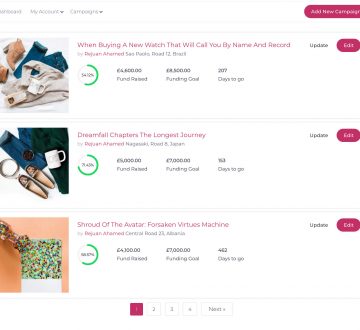 Dashboard My Account Campaigns Add New Campaign
When Buying A New Watch That Will Call You By Name And Record
by Rejuan Ahamed Sao Paolo, Road 12, Brazil
Update Edit
54.12% £4,600.00 £8,500.00 207
Fund Raised Funding Goal Days to go
Dreamfall Chapters The Longest Journey
by Rejuan Ahamed Nagasaki, Road 8, Japan
Update Edit
71.43% £5,000.00 £7,000.00 153
Fund Raised Funding Goal Days to go
Shroud Of The Avatar: Forsaken Virtues Machine
by Rejuan Ahamed Central Road 23, Albania
Update Edit
58.57% £4,100.00 £7,000.00 462
Fund Raised Funding Goal Days to go
1 2 3 4 Next »